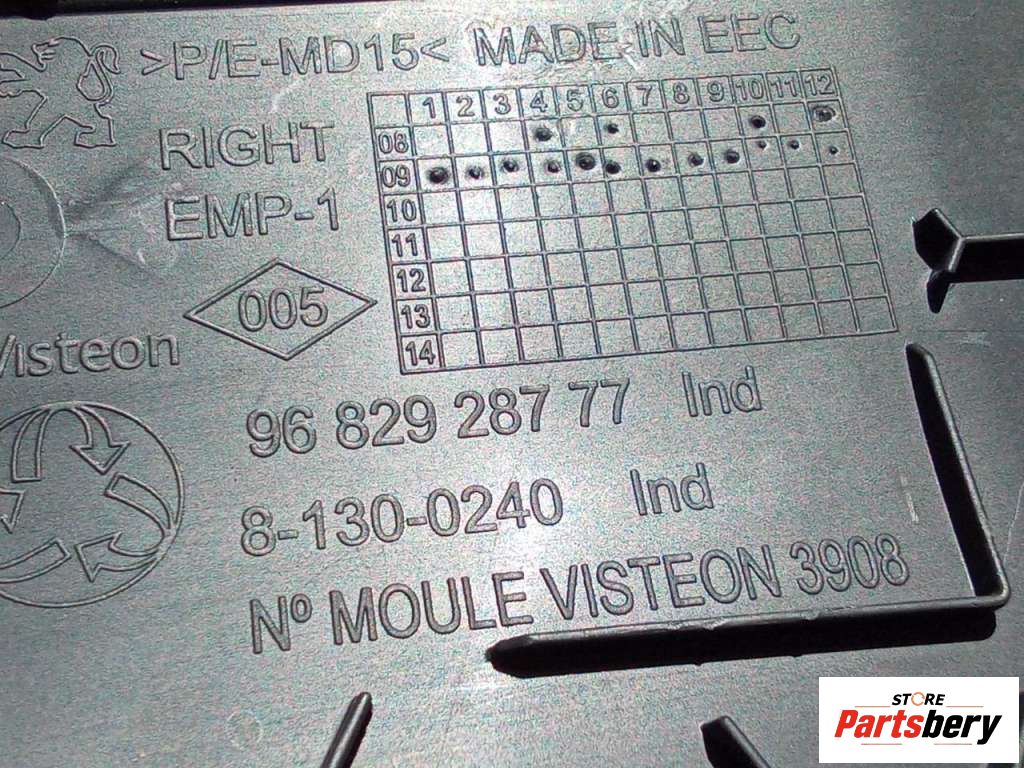 >P/E-MD15< MADE IN EEC
1 2 3 4 5 6 7 8 9 10 11 12
08
09
10
11
12
13
14
RIGHT
EMP-1
005
Visteon
96 829 287 77 Ind
8-130-0240 Ind
Nº MOULE VISTEON 3908
STORE
Partsbery